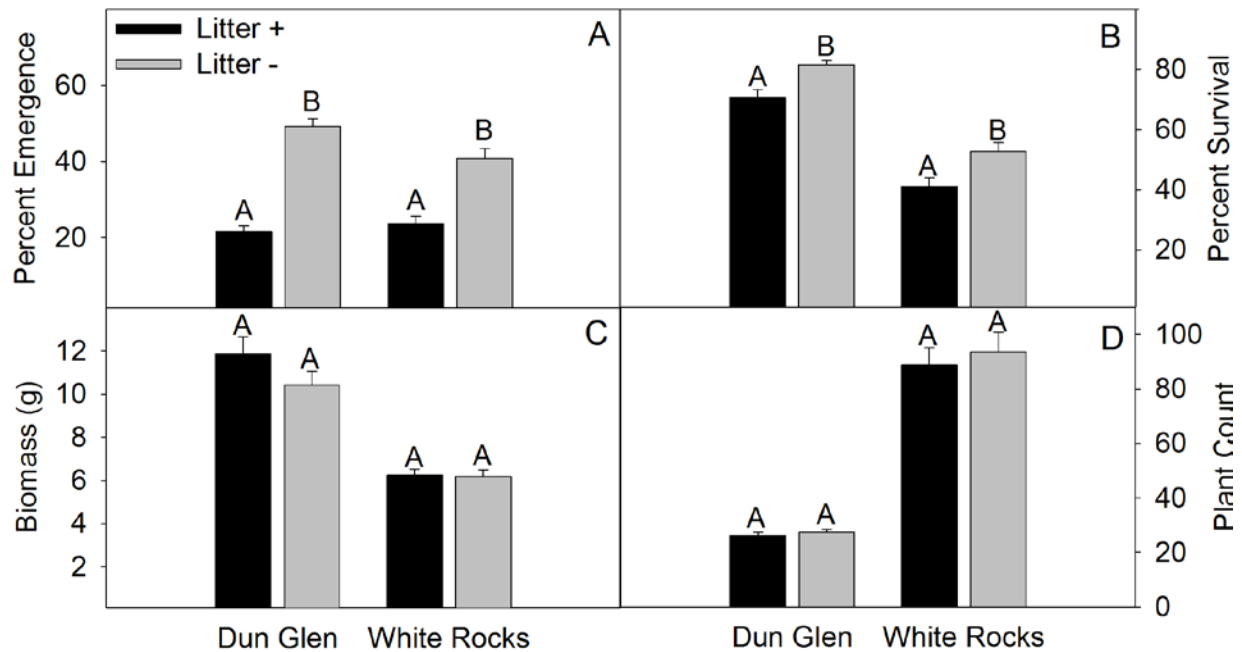 Litter +
Litter -
A
B
Percent Emergence
60
40
20
A
B
A
B
Percent Survival
80
60
40
20
A
B
A
B
C
D
Biomass (g)
12
10
8
6
4
2
A
A
A
A
Plant Count
100
80
60
40
20
0
A
A
A
A
Dun Glen
White Rocks
Dun Glen
White Rocks